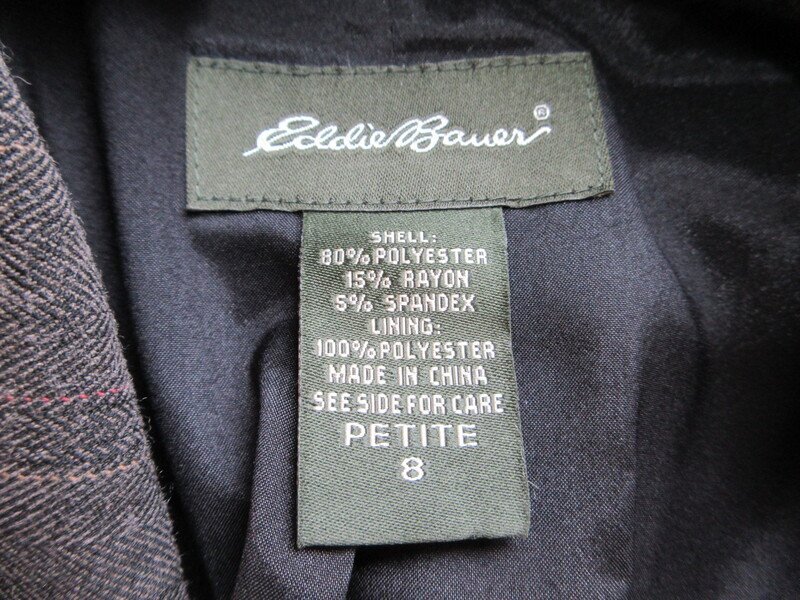 Eddie Bauer®
SHELL:
80% POLYESTER
15% RAYON
5% SPANDEX
LINING:
100% POLYESTER
MADE IN CHINA
SEE SIDE FOR CARE
PETITE
8